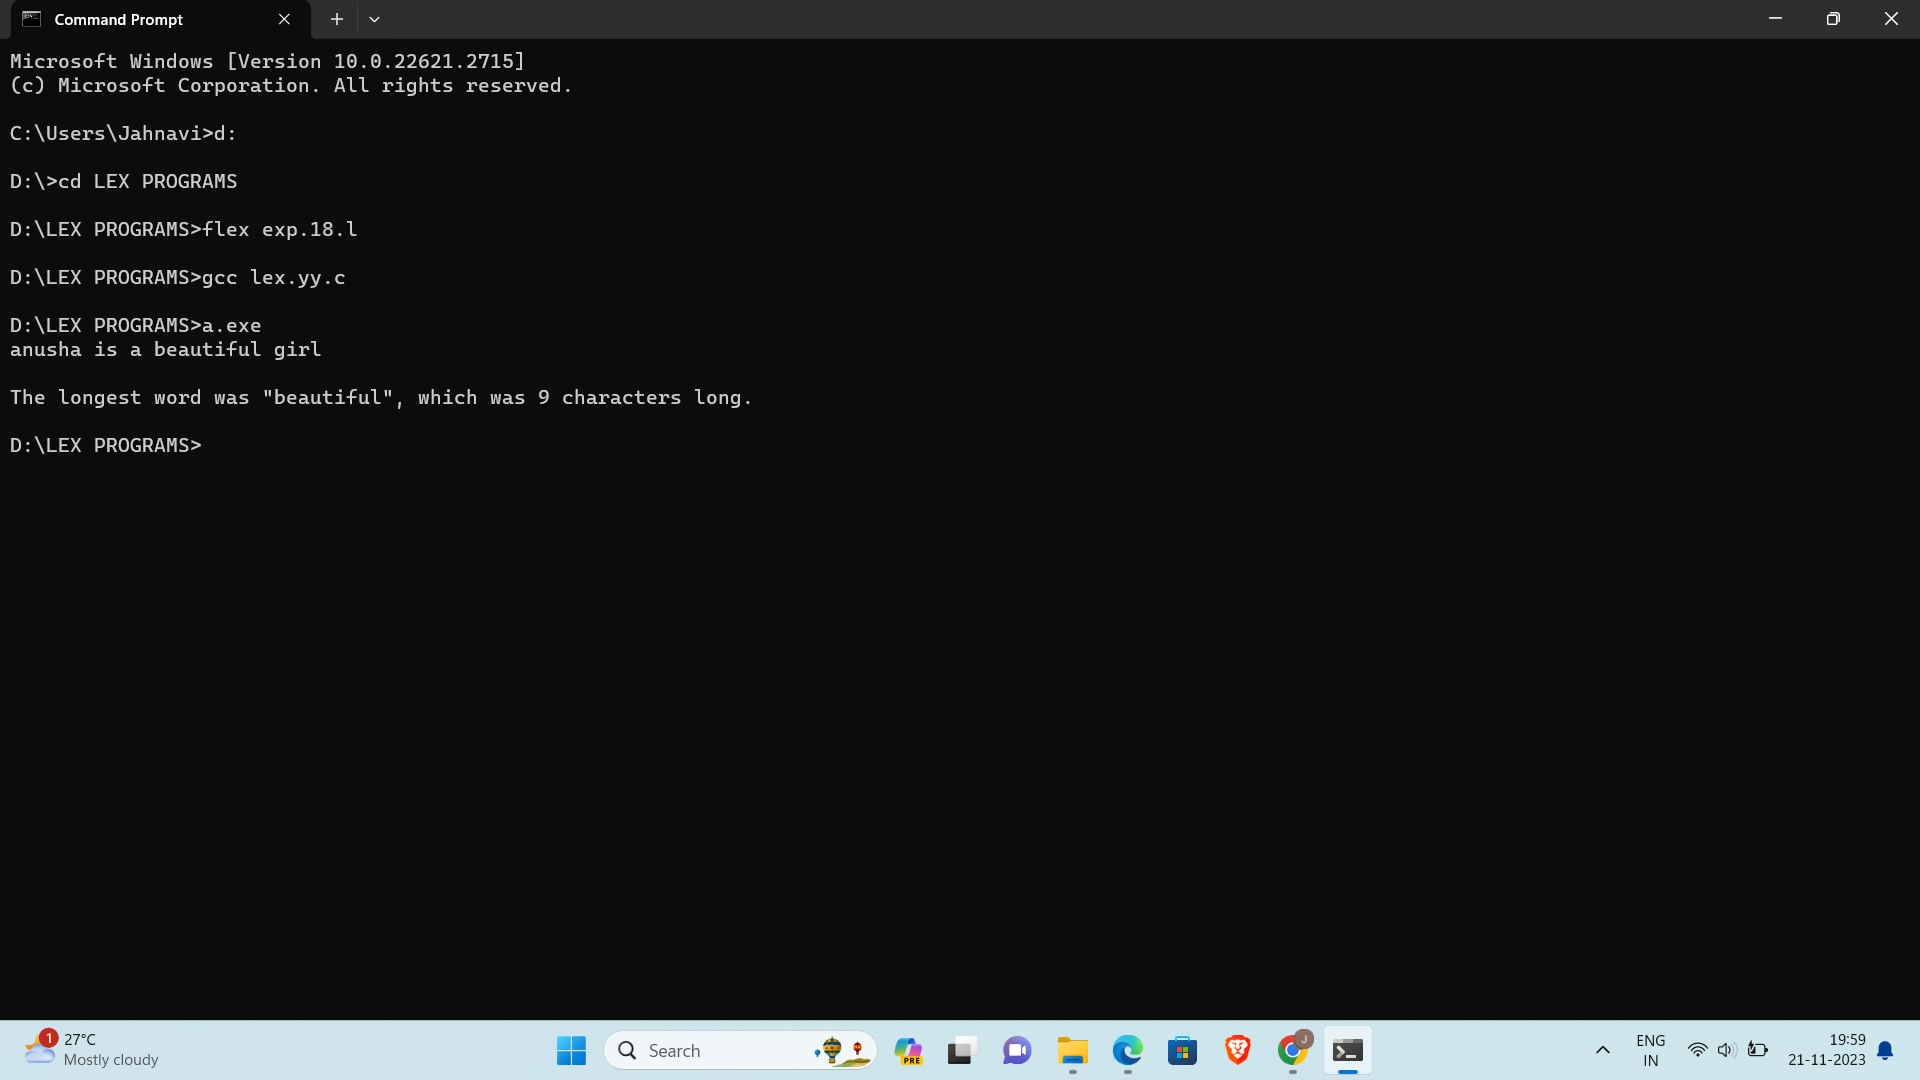 Command Prompt
Microsoft Windows [Version 10.0.22621.2715]
(c) Microsoft Corporation. All rights reserved.
C:\Users\Jahnavi>d:
D:\>cd LEX PROGRAMS
D:\LEX PROGRAMS>flex exp.18.l
D:\LEX PROGRAMS>gcc lex.yy.c
D:\LEX PROGRAMS>a.exe
anusha is a beautiful girl
The longest word was "beautiful", which was 9 characters long.
D:\LEX PROGRAMS>
1
27°C
Mostly cloudy
Search
PRE
J
ENG
IN
19:59
21-11-2023